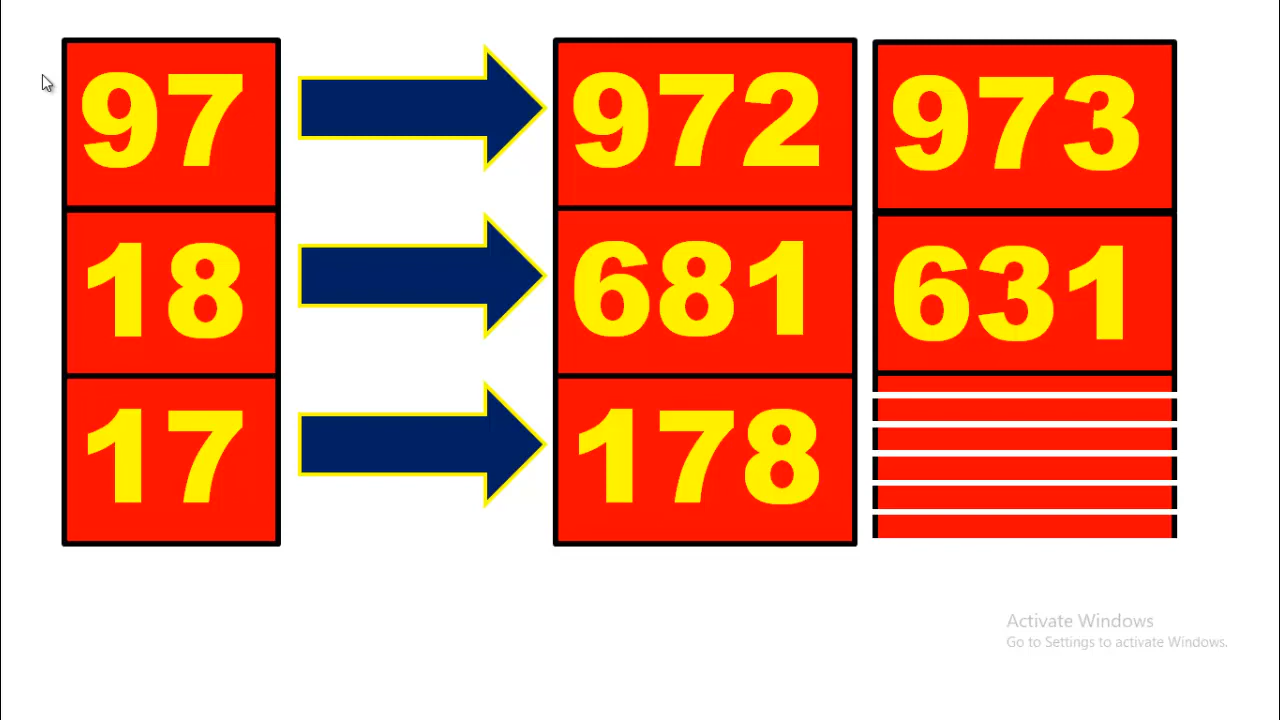 97 972 973
18 681 631
17 178
Activate Windows
Go to Settings to activate Windows.